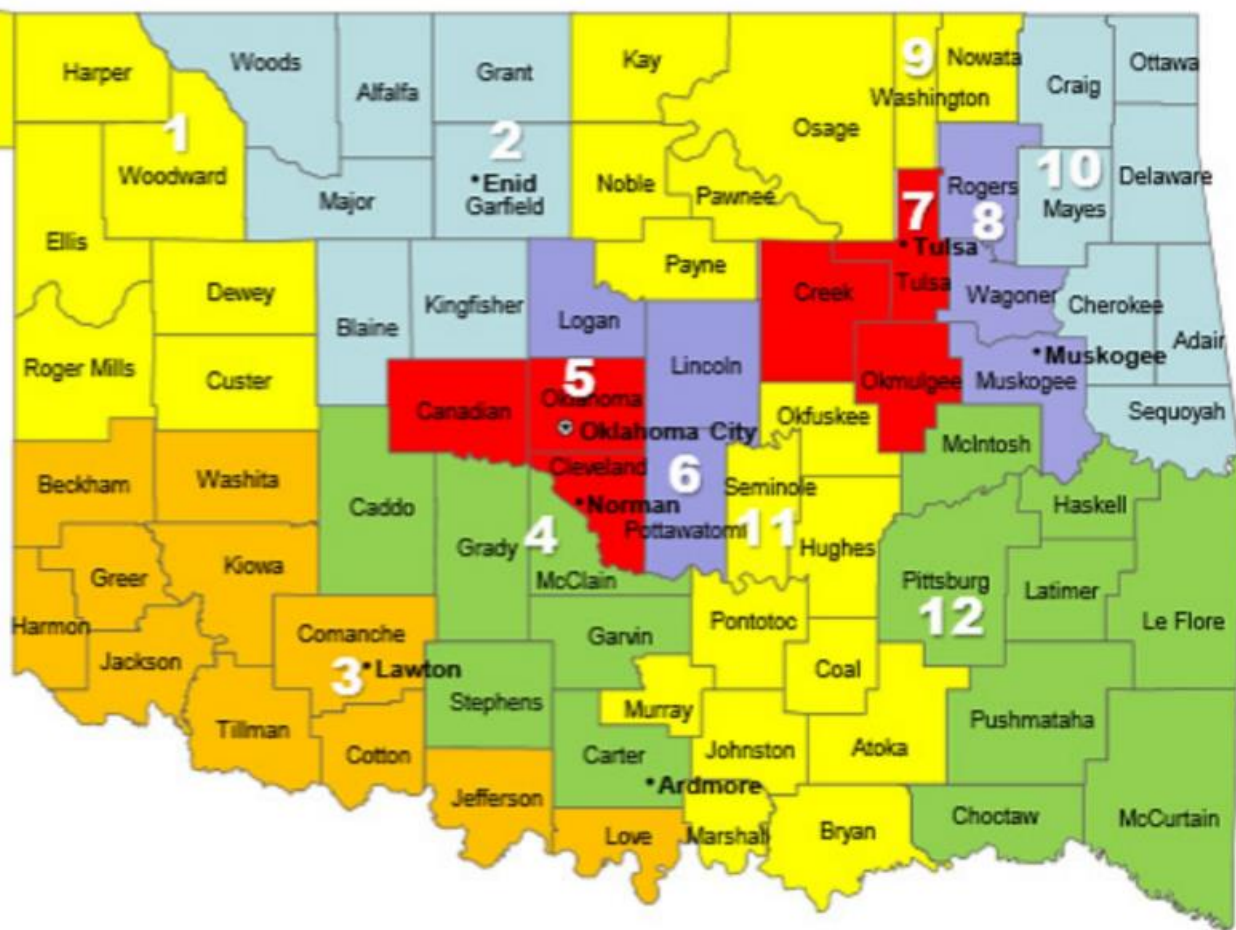 Harper
Woods
Alfalfa
Grant
Kay
9
Nowata
Washington
Craig
Ottawa
Osage
1
Woodward
2
Enid
Garfield
Major
Noble
Pawnee
Rogers
10
Mayes
Delaware
7
8
Ellis
Tulsa
Payne
Dewey
Kingfisher
Creek
Tulsa
Wagoner
Cherokee
Blaine
Logan
Adair
Roger Mills
Custer
5
Lincoln
Muskogee
Okmulgee
Muskogee
Canadian
Oklahoma
Okfuskee
Sequoyah
Oklahoma City
McIntosh
Cleveland
Beckham
Washita
6
Seminole
Caddo
Norman
Haskell
Pottawatomi
11
4
Grady
Hughes
Kiowa
Greer
McClain
Pittsburg
Latimer
12
Harmon
Comanche
Garvin
Pontotoc
Le Flore
Jackson
3
Lawton
Coal
Stephens
Murray
Pushmataha
Tillman
Cotton
Carter
Johnston
Atoka
Ardmore
Jefferson
Choctaw
McCurtain
Love
Marshall
Bryan